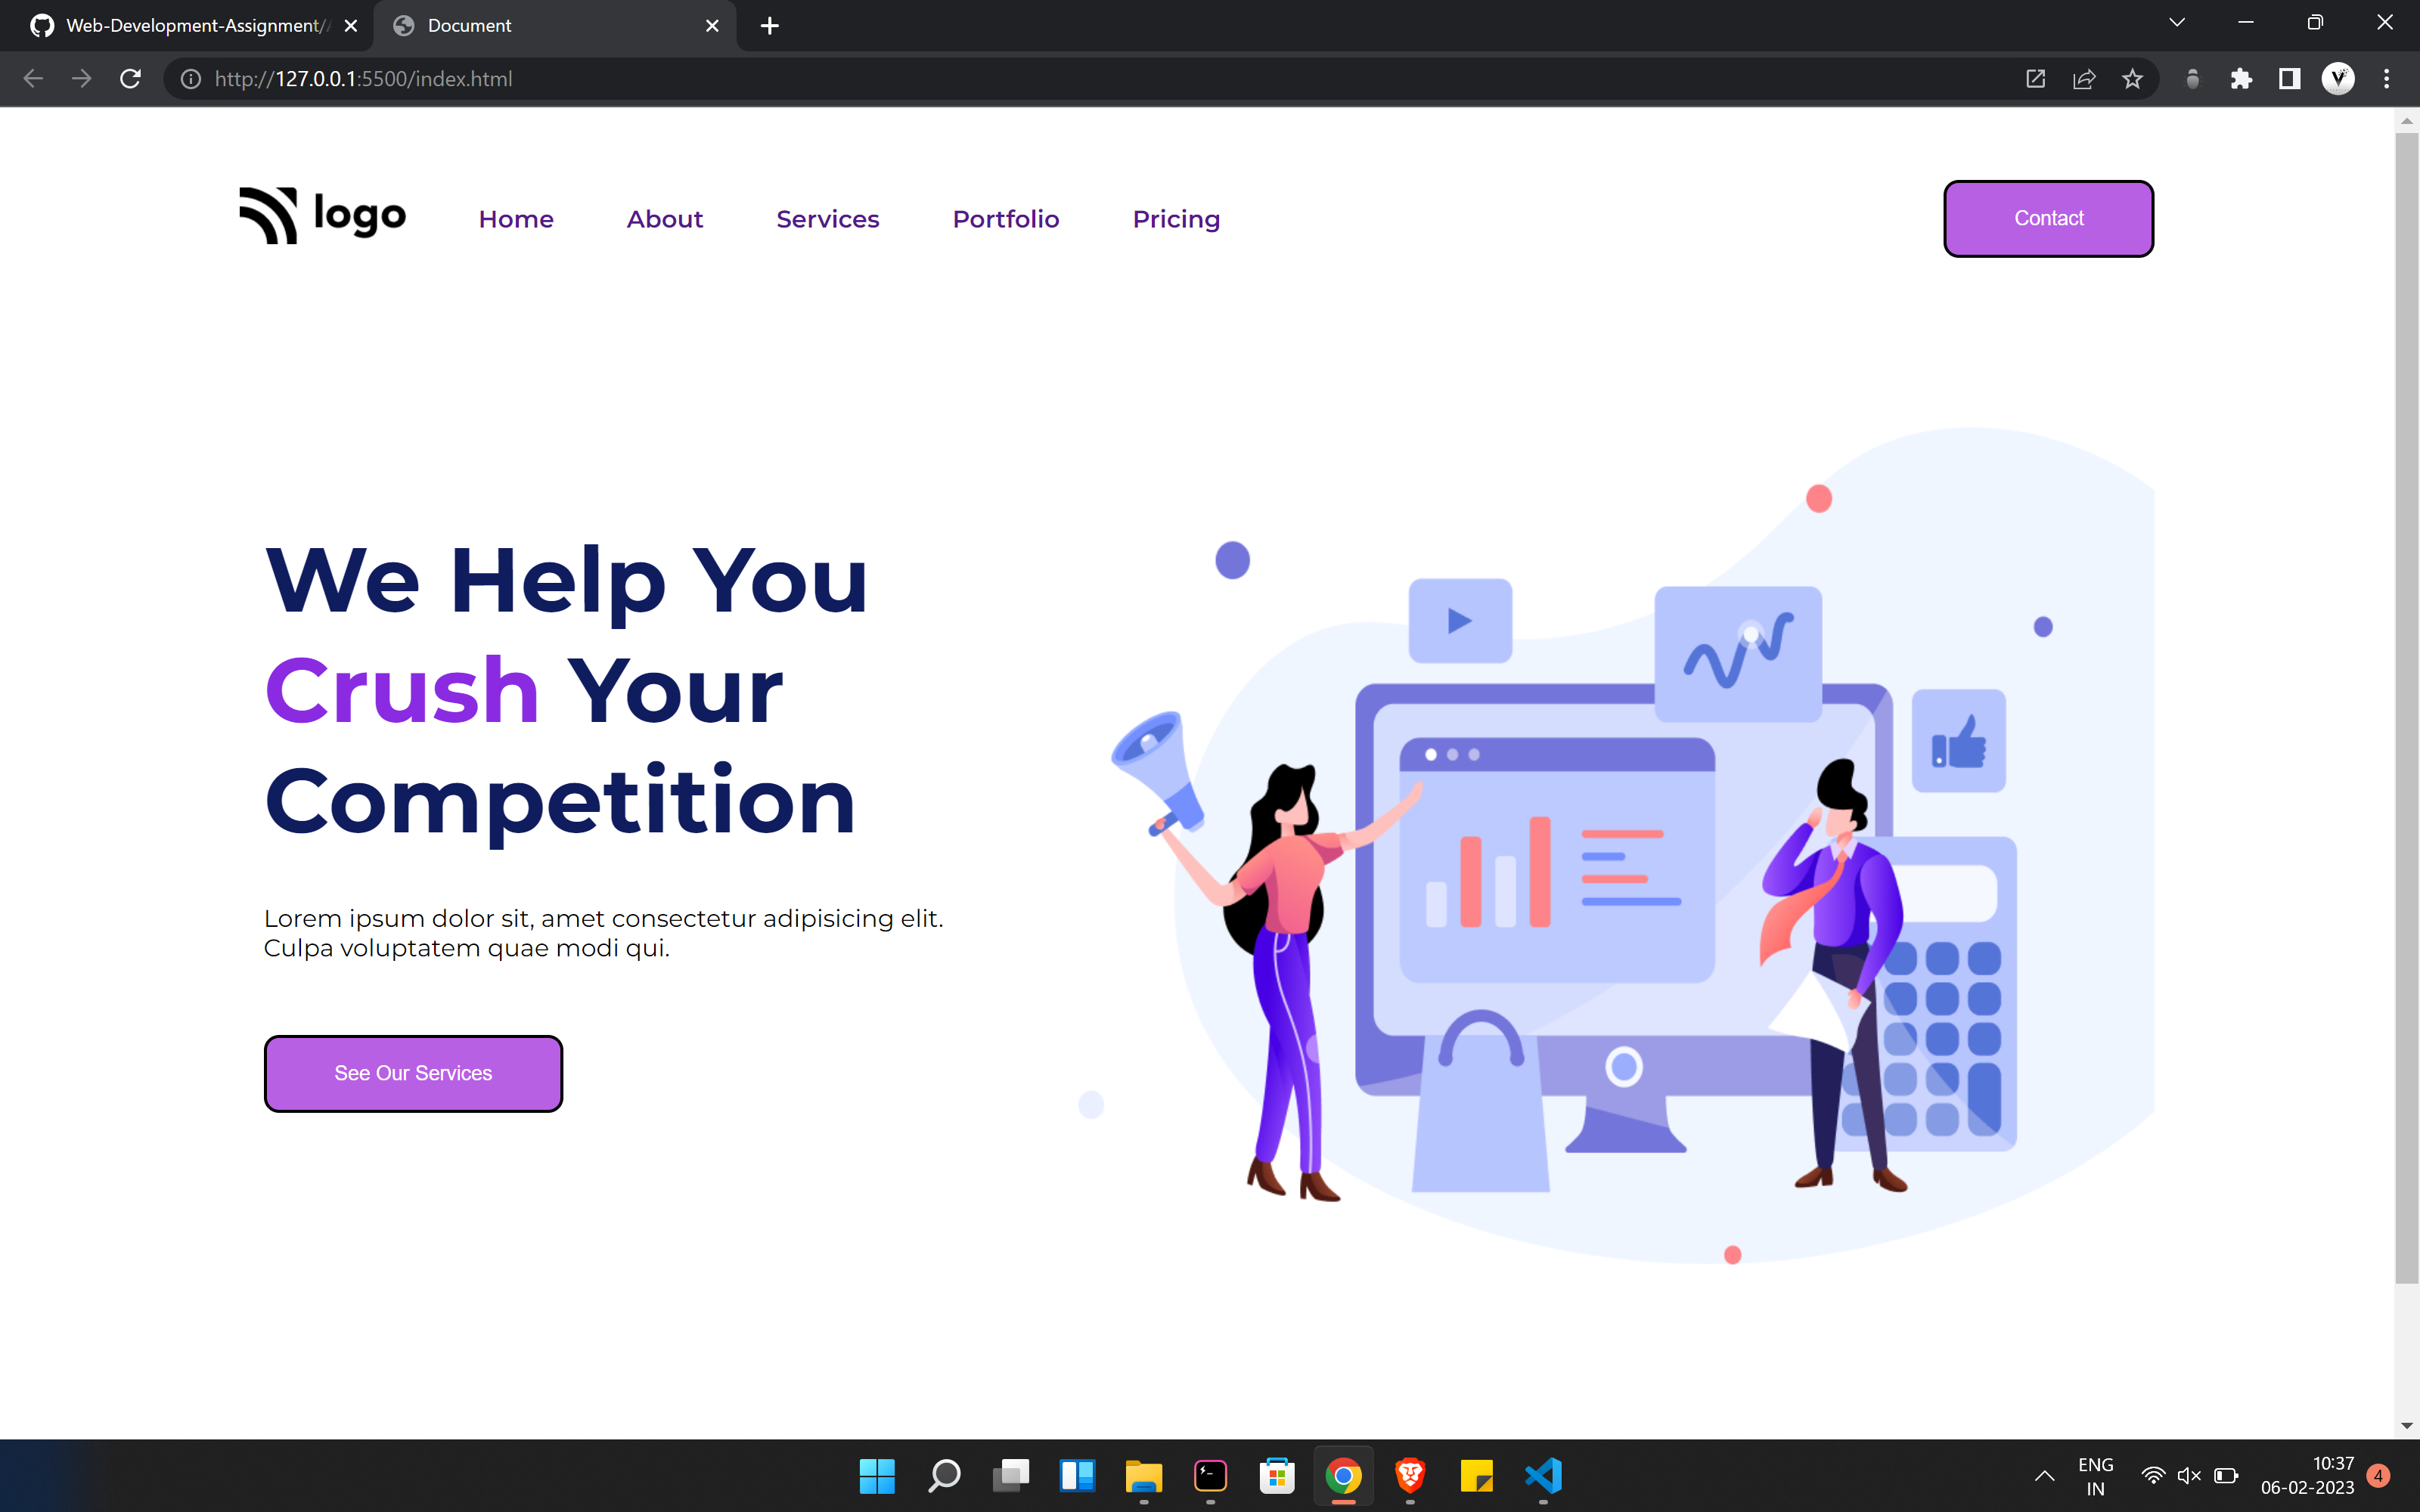 Web-Development-Assignment/
Document
http://127.0.0.1:5500/index.html
logo
Home
About
Services
Portfolio
Pricing
Contact
We Help You
Crush Your
Competition
Lorem ipsum dolor sit, amet consectetur adipisicing elit.
Culpa voluptatem quae modi qui.
See Our Services
ENG
IN
10:37
06-02-2023
4